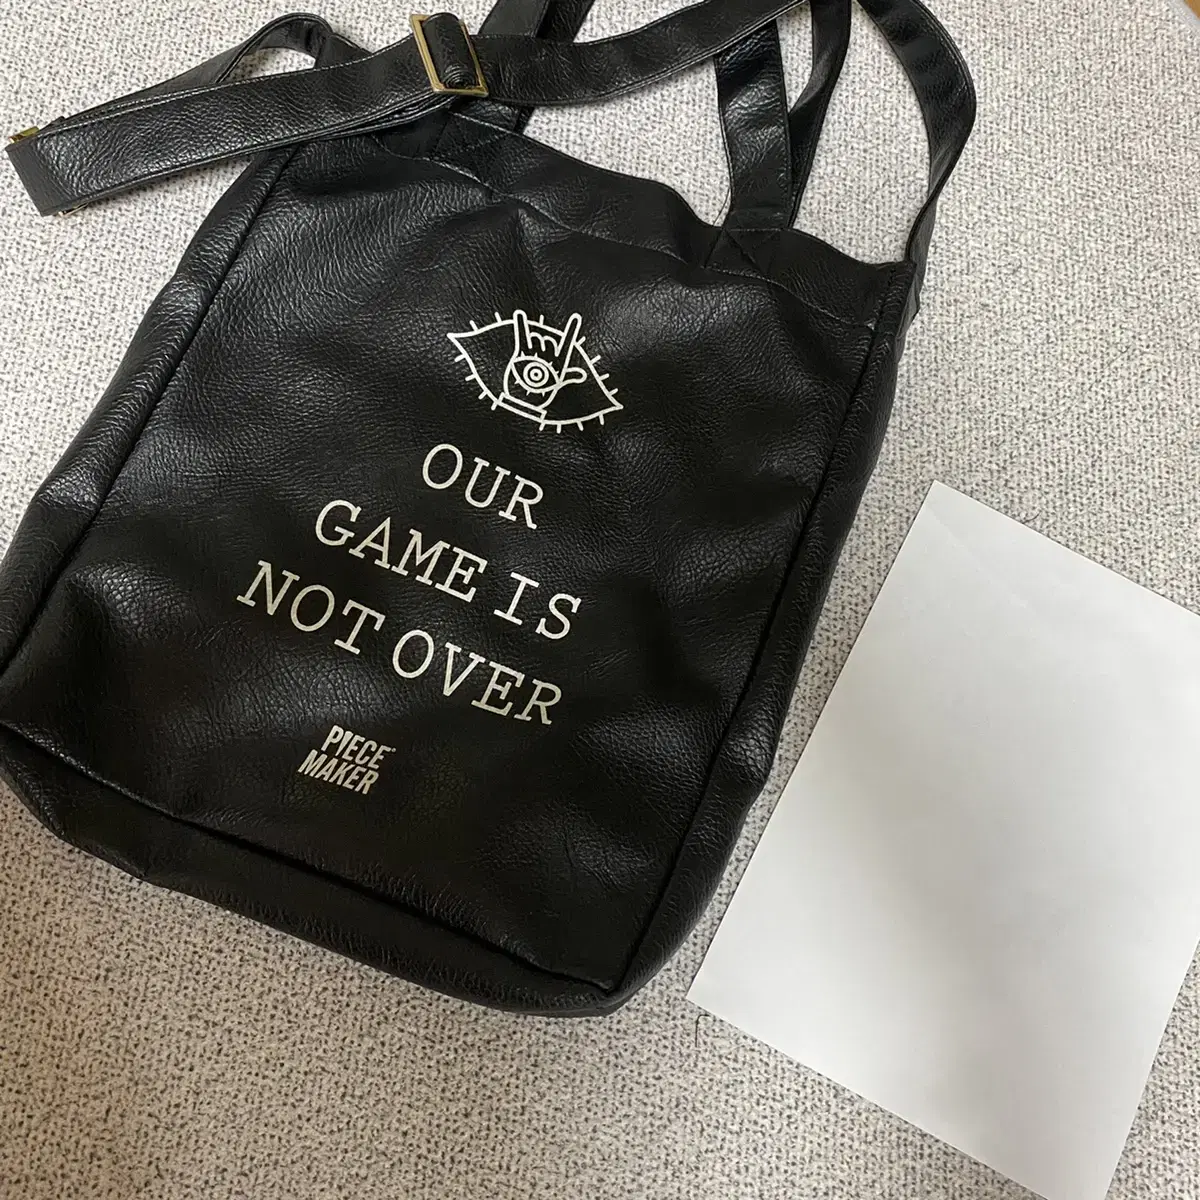 OUR
GAME IS
NOT OVER
PIECE
MAKER